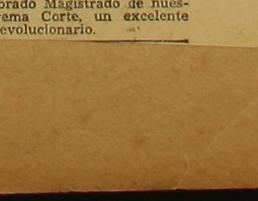 orado Magistrado de nues-
rema Corte, un excelente
evolucionario.